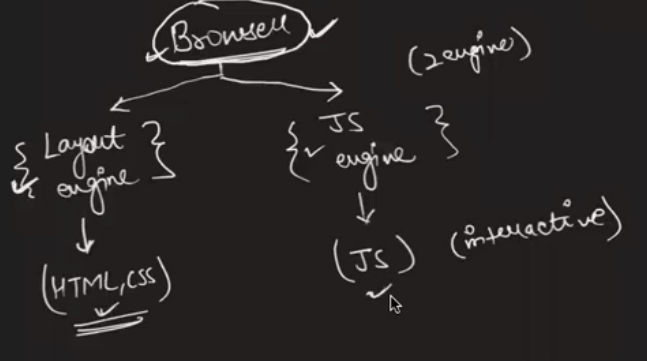 Browser
(2 engine)
{ Layout engine }
{ JS engine }
(HTML, CSS)
(JS)
(interactive)